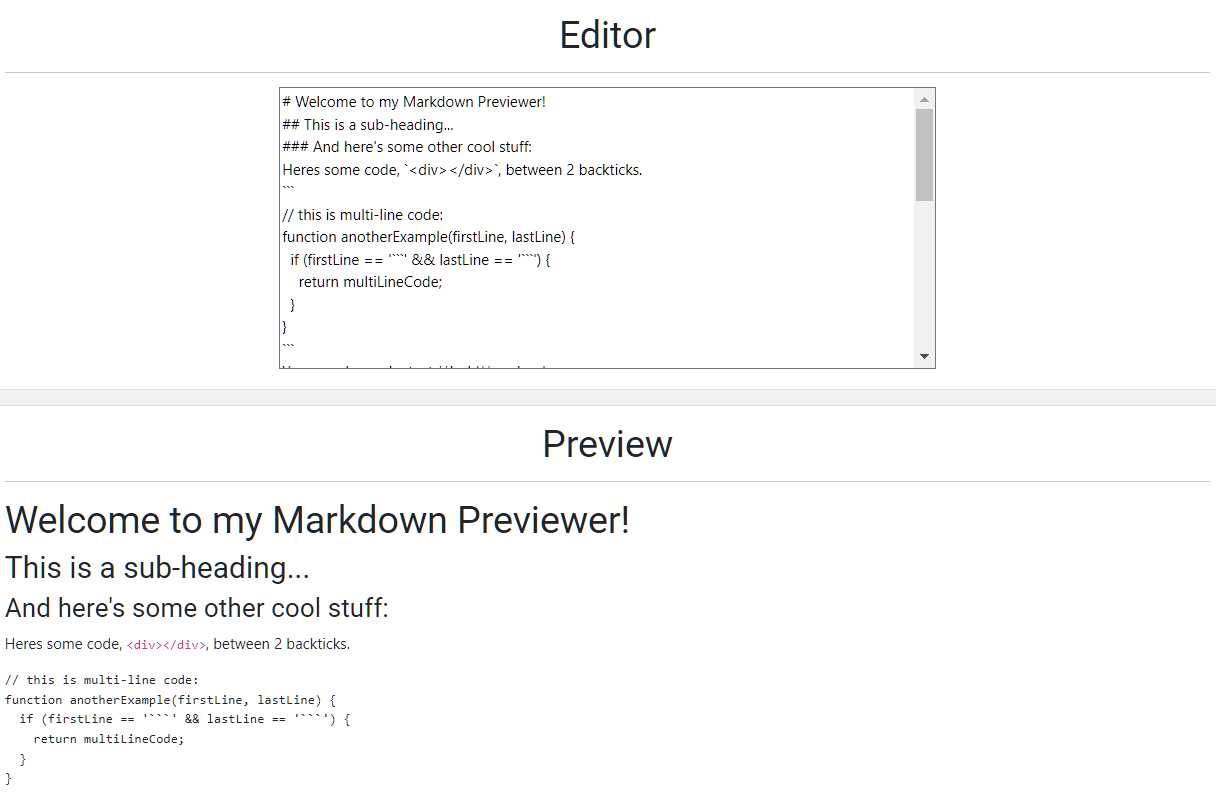 Editor
# Welcome to my Markdown Previewer!
## This is a sub-heading...
### And here's some other cool stuff:
Heres some code, `<div></div>`, between 2 backticks.
```
// this is multi-line code:
function anotherExample(firstLine, lastLine) {
  if (firstLine == '```' && lastLine == '```') {
    return multiLineCode;
  }
}
```
Preview
Welcome to my Markdown Previewer!
This is a sub-heading...
And here's some other cool stuff:
Heres some code, <div></div>, between 2 backticks.
// this is multi-line code:
function anotherExample(firstLine, lastLine) {
  if (firstLine == '```' && lastLine == '```') {
    return multiLineCode;
  }
}